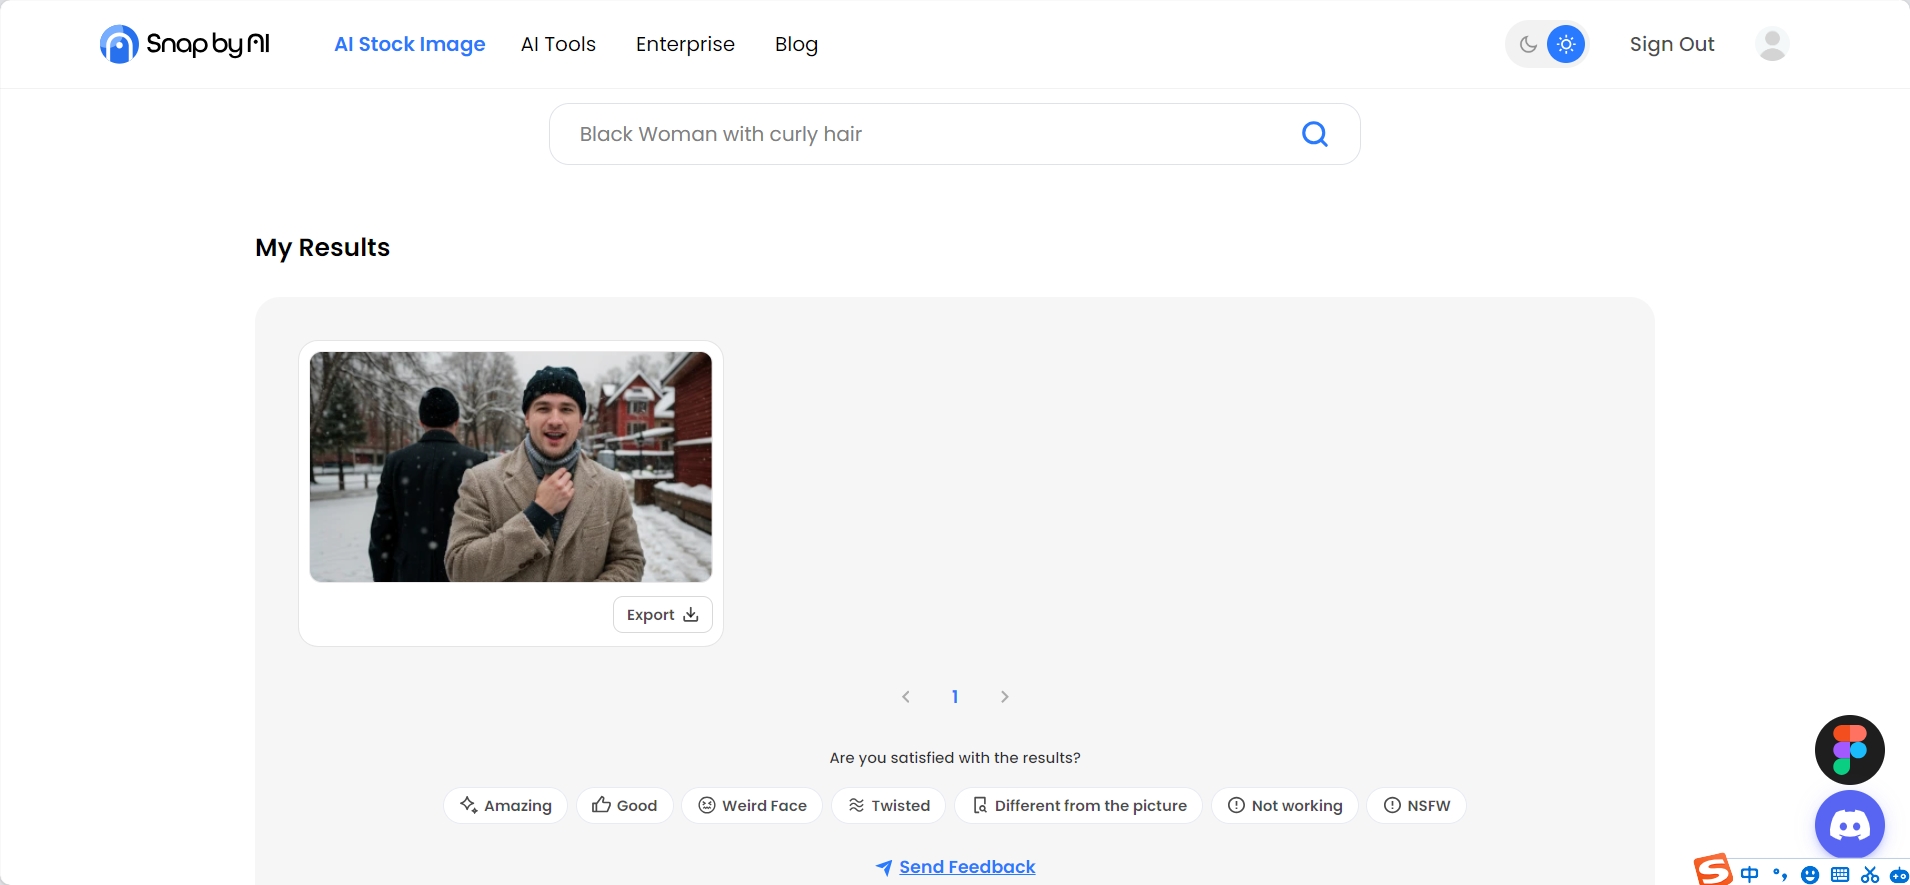 Snap by AI
AI Stock Image
AI Tools
Enterprise
Blog
Sign Out
Black Woman with curly hair
My Results
Export
1
Are you satisfied with the results?
Amazing
Good
Weird Face
Twisted
Different from the picture
Not working
NSFW
Send Feedback
S
中